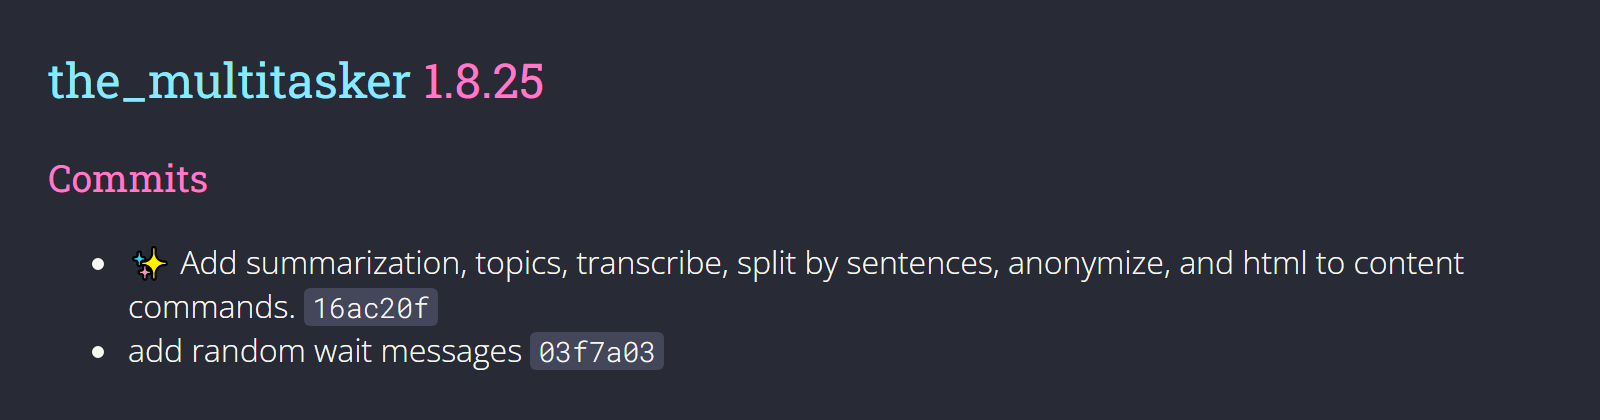 the_multitasker 1.8.25
Commits
✨ Add summarization, topics, transcribe, split by sentences, anonymize, and html to content
commands. 16ac20f
add random wait messages 03f7a03